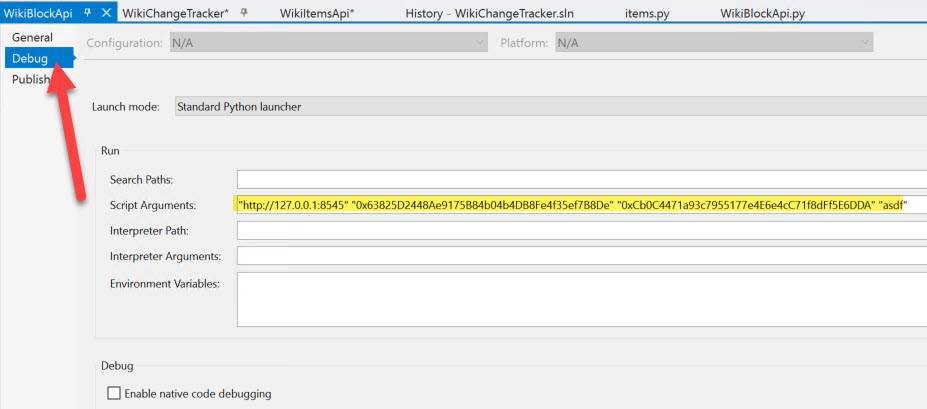 WikiBlockApi WikiChangeTracker* WikiItemsApi* History - WikiChangeTracker.sln items.py WikiBlockApi.py
General
Configuration: N/A Platform: N/A
Debug
Publish
Launch mode: Standard Python launcher
Run
Search Paths:
Script Arguments: "http://127.0.0.1:8545" "0x63825D2448Ae9175B84b04b4DB8Fe4f35ef7B8De" "0xCb0C4471a93c7955177e4E6e4cC71f8dFf5E6DDA" "asdf"
Interpreter Path:
Interpreter Arguments:
Environment Variables:
Debug
Enable native code debugging